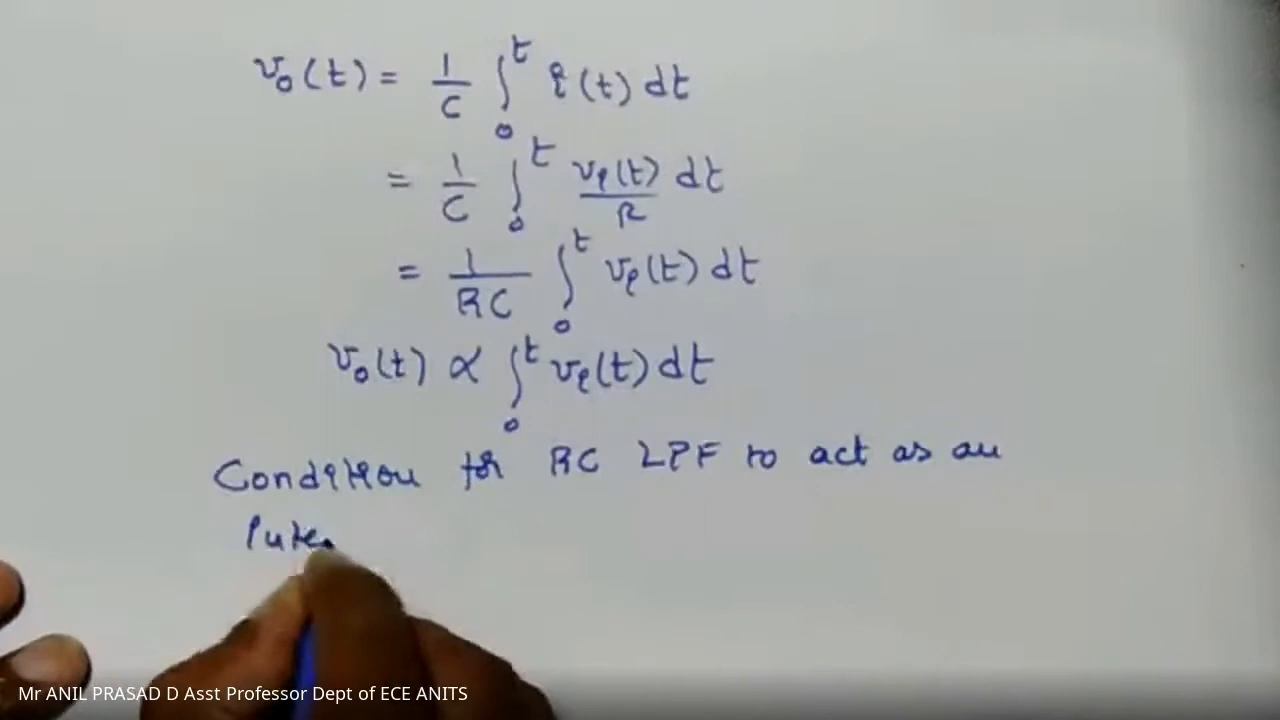 v₀(t) = 1/C ∫₀ᵗ i(t) dt
= 1/C ∫₀ᵗ vᵢ(t)/R dt
= 1/RC ∫₀ᵗ vᵢ(t) dt
v₀(t) ∝ ∫₀ᵗ vᵢ(t) dt
Condition for RC LPF to act as an
Inte
Mr ANIL PRASAD D Asst Professor Dept of ECE ANITS